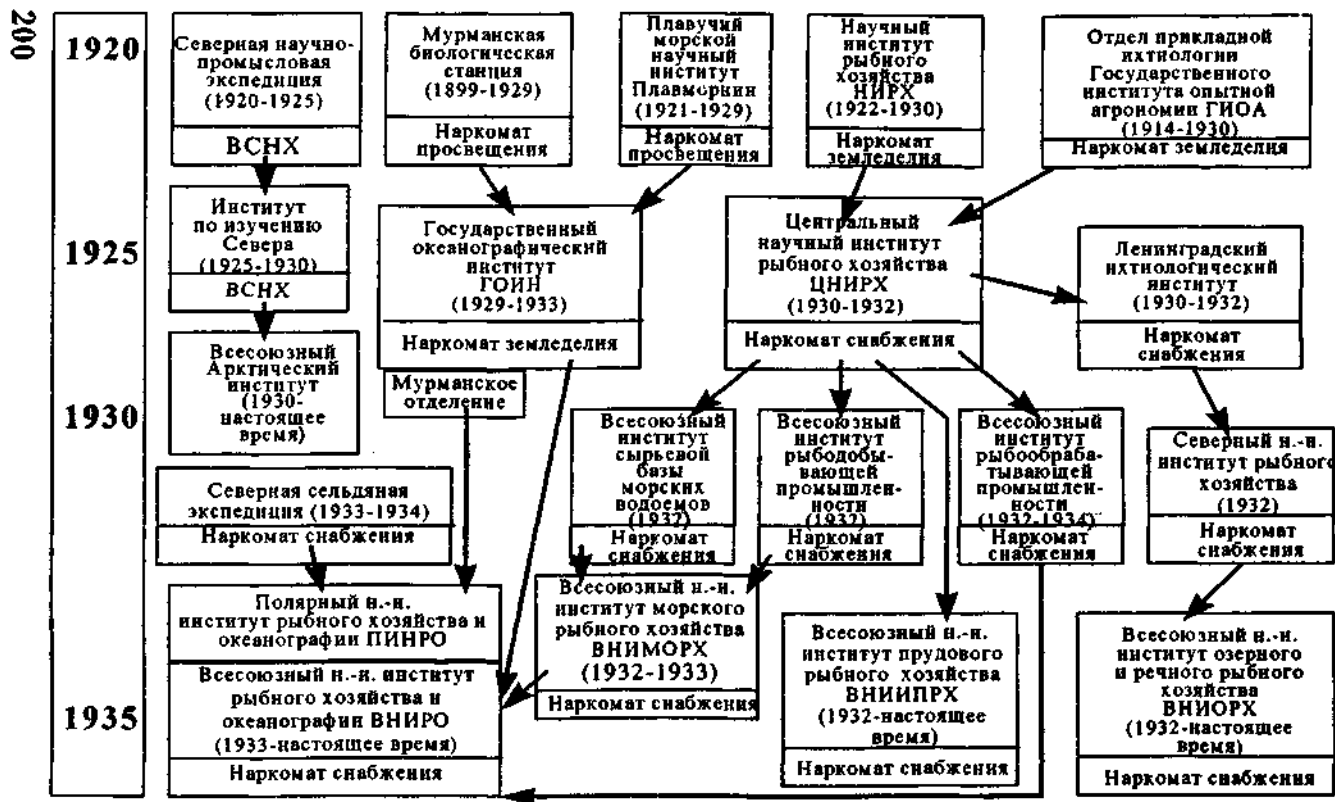 200
1920
1925
1930
1935
Северная научно-
промысловая
экспедиция
(1920-1925)
ВСНХ
Мурманская
биологическая
станция
(1899-1929)
Наркомат
просвещения
Плавучий
морской
научный
институт
Плавморнин
(1921-1929)
Наркомат
просвещения
Научный
институт
рыбного
хозяйства
НИРХ
(1922-1930)
Наркомат
земледелия
Отдел прикладной
ихтиологии
Государственного
института опытной
агрономии ГИОА
(1914-1930)
Наркомат земледелия
Институт
по изучению
Севера
(1925-1930)
ВСНХ
Государственный
океанографический
институт
ГОИН
(1929-1933)
Наркомат земледелия
Мурманское
отделение
Центральный
научный институт
рыбного хозяйства
ЦНИРХ
(1930-1932)
Наркомат снабжения
Ленинградский
ихтиологический
институт
(1930-1932)
Наркомат
снабжения
Всесоюзный
Арктический
институт
(1930-
настоящее
время)
Всесоюзный
институт
сырьевой
базы
морских
водоемов
(1932)
Наркомат
снабжения
Всесоюзный
институт
рыбодобы-
вающей
промышлен-
ности
(1932)
Наркомат
снабжения
Всесоюзный
институт
рыбообраба-
тывающей
промышлен-
ности
(1932-1934)
Наркомат
снабжения
Северный н.-и.
институт рыбного
хозяйства
(1932)
Наркомат
снабжения
Северная сельдяная
экспедиция (1933-1934)
Наркомат снабжения
Полярный н.-и.
институт рыбного хозяйства и
океанографии ПИНРО
Всесоюзный н.-и. институт
рыбного хозяйства и
океанографии ВНИРО
(1933-настоящее время)
Наркомат снабжения
Всесоюзный н.-и.
институт морского
рыбного хозяйства
ВНИМОРХ
(1932-1933)
Наркомат снабжения
Всесоюзный н.-и.
институт прудового
рыбного хозяйства
ВНИИПРХ
(1932-настоящее
время)
Наркомат снабжения
Всесоюзный н.-и.
институт озерного
и речного рыбного
хозяйства
ВНИОРХ
(1932-настоящее
время)
Наркомат снабжения